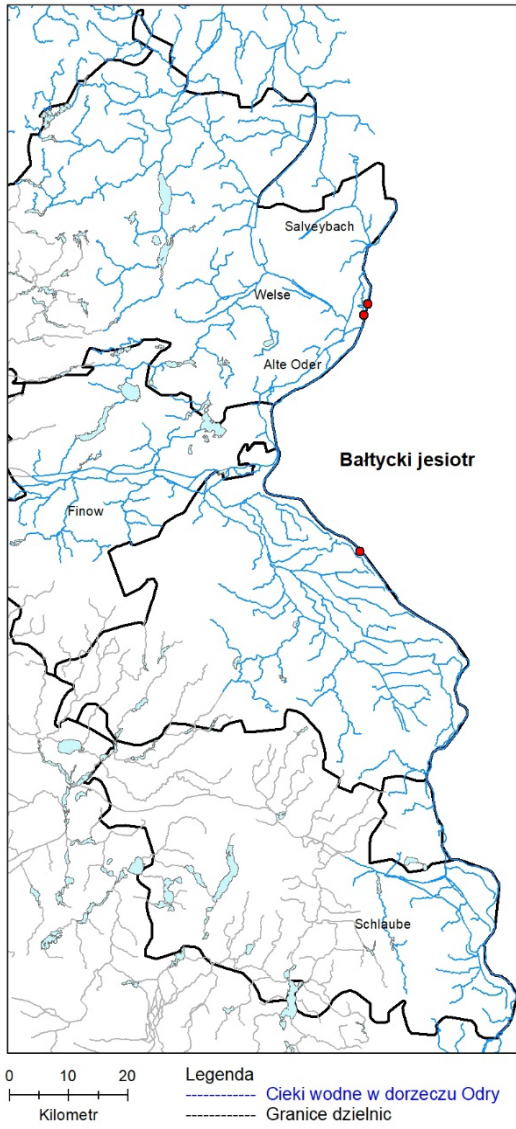 Salveybach
Welse
Alte Oder
Bałtycki jesiotr
Finow
Schlaube
0 10 20
Kilometr
Legenda
Cieki wodne w dorzeczu Odry
Granice dzielnic